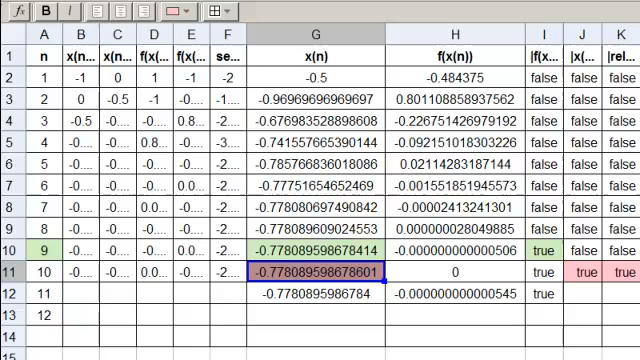 fx B I
A B C D E F G H I J K
1 n x(n... x(n... f(x(... f(x(... se... x(n) f(x(n)) |f(x... |x(... |rel...
2 1 -1 0 1 -1 -2 -0.5 -0.484375 false false false
3 2 0 -0.5 -1 -0.... -1.... -0.96969696969697 0.801108858937562 false false false
4 3 -0.5 -0.... -0.... 0.8... -2.... -0.676983528898608 -0.226751426979192 false false false
5 4 -0.... -0.... 0.8... -0.... -3.... -0.741557665390144 -0.092151018303226 false false false
6 5 -0.... -0.... -0.... -0.... -2.... -0.785766836018086 0.02114283187144 false false false
7 6 -0.... -0.... -0.... 0.0... -2.... -0.77751654652469 -0.001551851945573 false false false
8 7 -0.... -0.... 0.0... -0.... -2.... -0.778080697490842 -0.00002413241301 false false false
9 8 -0.... -0.... -0.... -0.... -2.... -0.778089609024553 0.000000028049885 false false false
10 9 -0.... -0.... -0.... 0.0... -2.... -0.778089598678414 -0.000000000000506 true false false
11 10 -0.... -0.... 0.0... -0.... -2.... -0.778089598678601 0 true true true
12 11 -0.7780895986784 -0.000000000000545 true
13 12
14
15